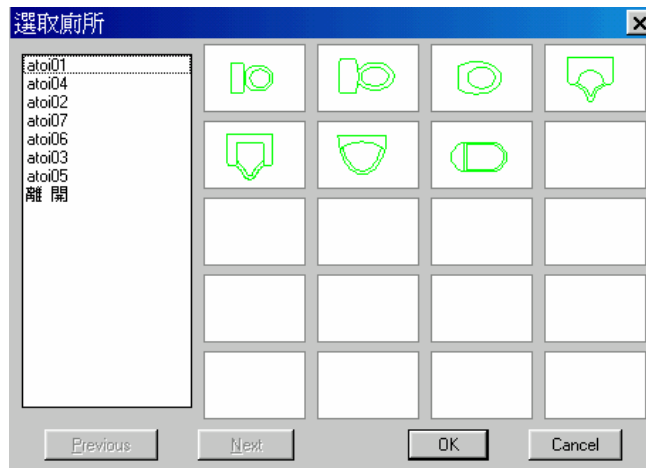 選取廁所
atoi01
atoi04
atoi02
atoi07
atoi06
atoi03
atoi05
離 開
Previous
Next
OK
Cancel